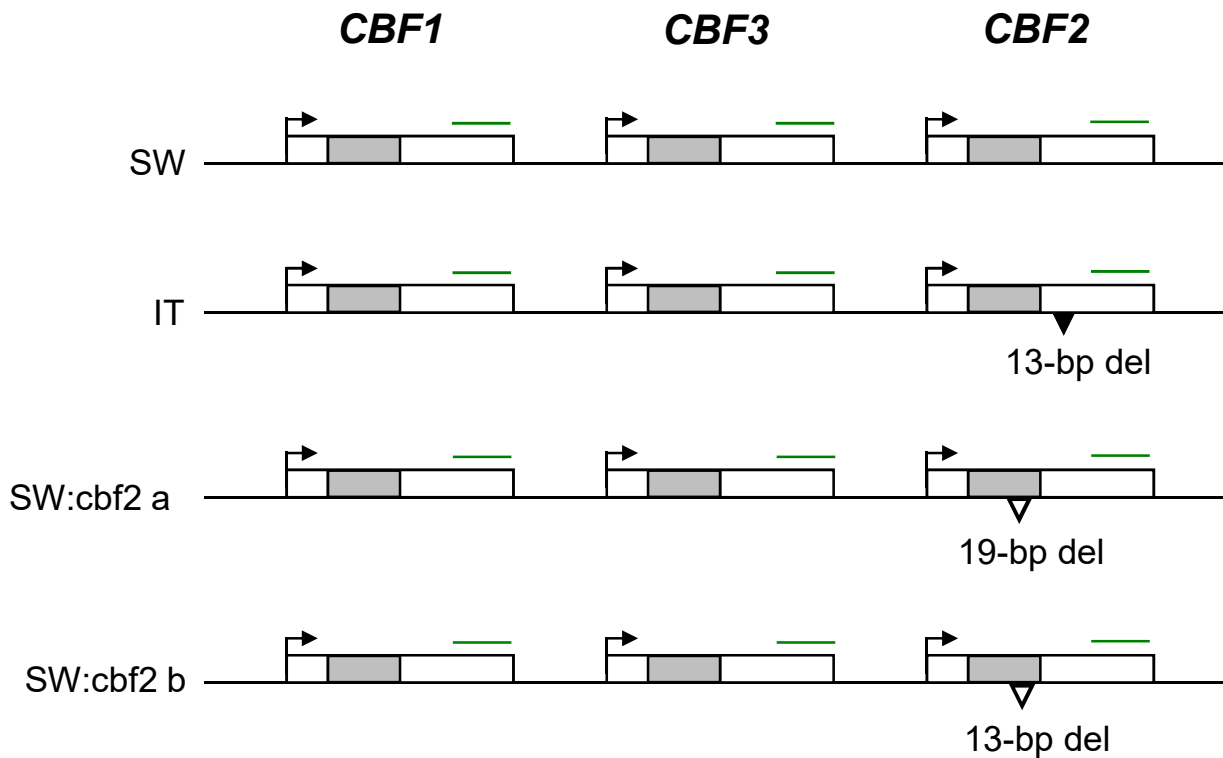 CBF1 CBF3 CBF2
SW
IT
13-bp del
SW:cbf2 a
19-bp del
SW:cbf2 b
13-bp del